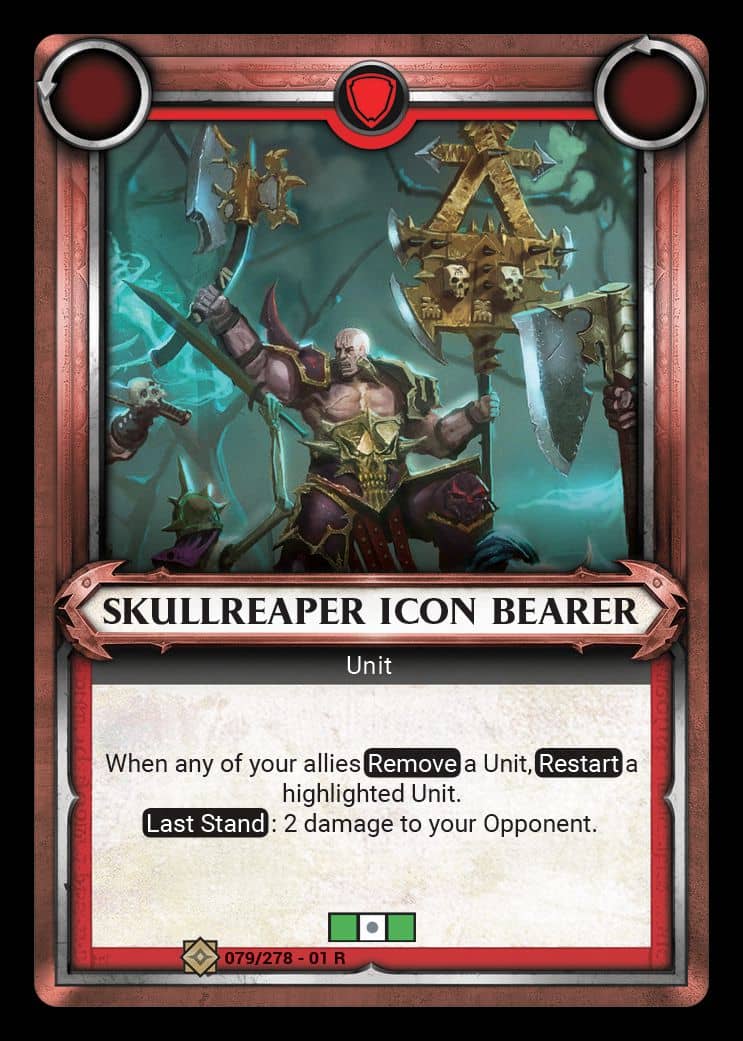 SKULLREAPER ICON BEARER
Unit
When any of your allies Remove a Unit, Restart a
highlighted Unit.
Last Stand : 2 damage to your Opponent.
079/278 - 01 R